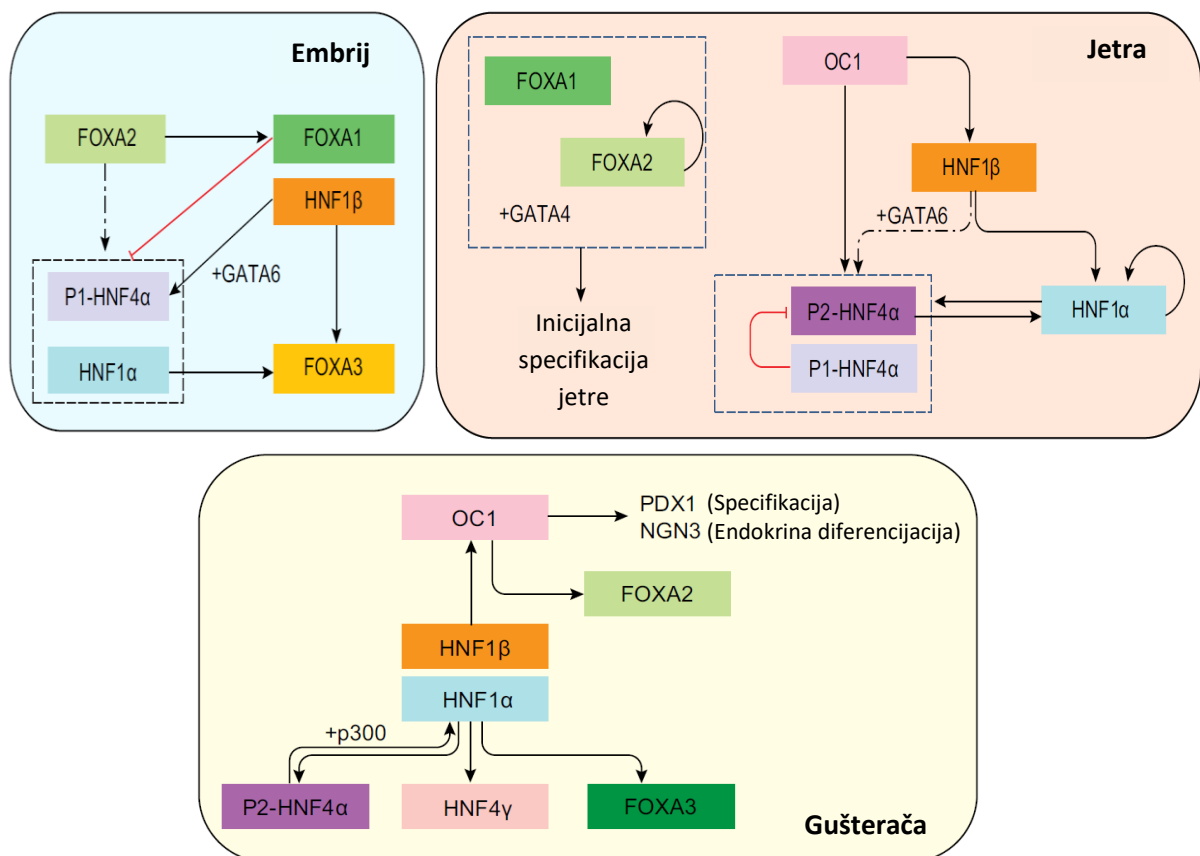 Embrij
FOXA2
FOXA1
HNF1β
+GATA6
P1-HNF4α
HNF1α
FOXA3
Jetra
FOXA1
FOXA2
+GATA4
Inicijalna
specifikacija
jetre
OC1
HNF1β
+GATA6
P2-HNF4α
HNF1α
P1-HNF4α
OC1
PDX1 (Specifikacija)
NGN3 (Endokrina diferencijacija)
FOXA2
HNF1β
HNF1α
+p300
P2-HNF4α
HNF4γ
FOXA3
Gušterača